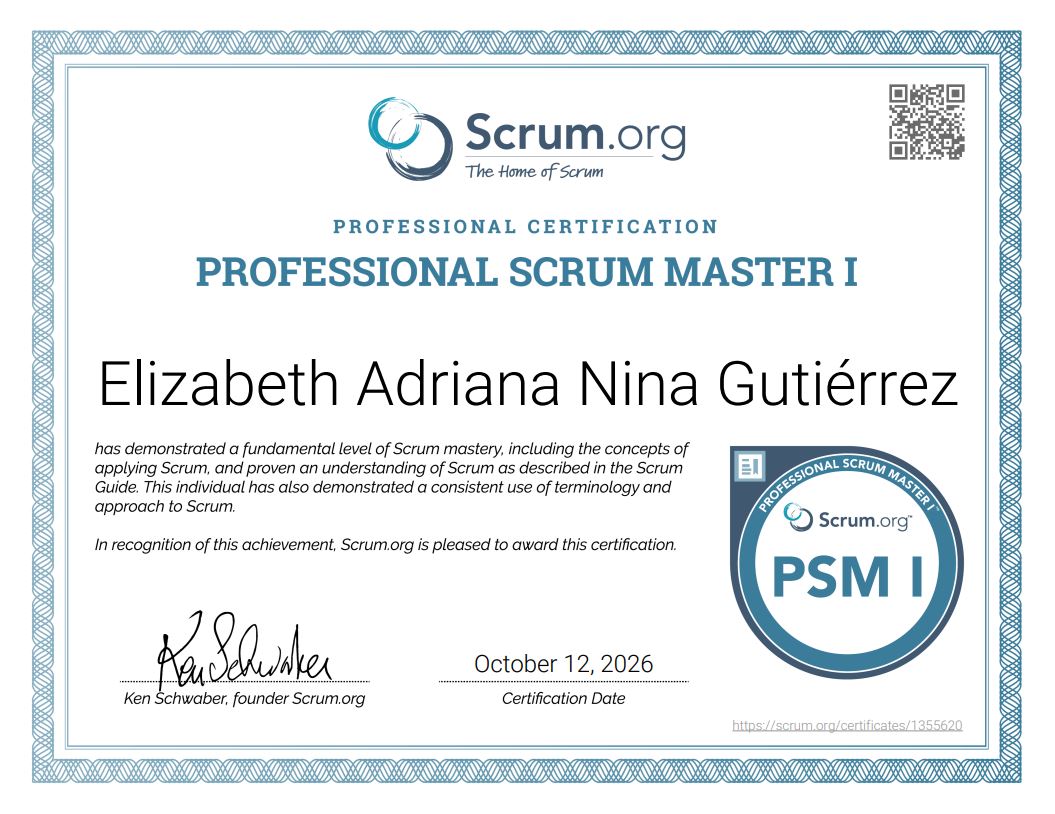 Scrum.org
The Home of Scrum
PROFESSIONAL CERTIFICATION
PROFESSIONAL SCRUM MASTER I
Elizabeth Adriana Nina Gutiérrez
has demonstrated a fundamental level of Scrum mastery, including the concepts of
applying Scrum, and proven an understanding of Scrum as described in the Scrum
Guide. This individual has also demonstrated a consistent use of terminology and
approach to Scrum.
In recognition of this achievement, Scrum.org is pleased to award this certification.
PROFESSIONAL SCRUM MASTER I™
Scrum.org™
PSM I
Ken Schwaber
October 12, 2026
Ken Schwaber, founder Scrum.org
Certification Date
https://scrum.org/certificates/1355620